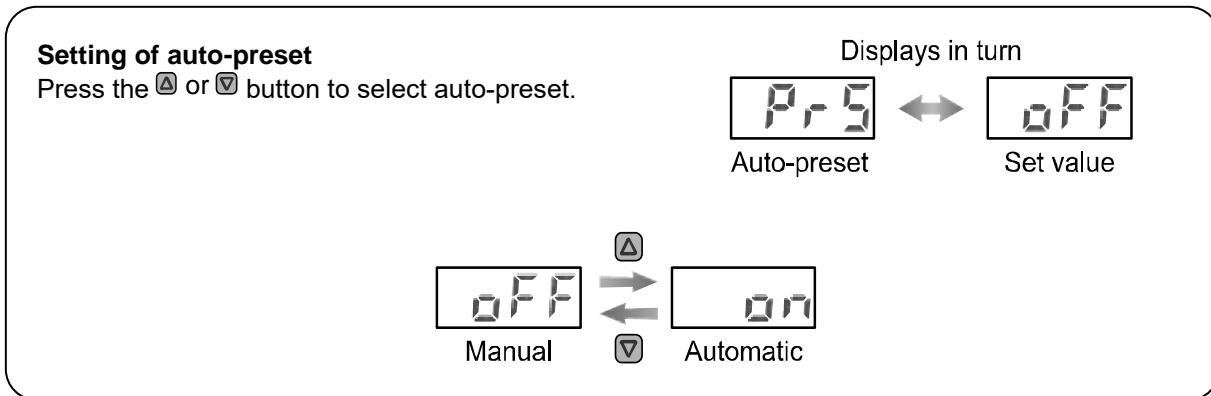 Setting of auto-preset
Press the △ or ▽ button to select auto-preset.
Displays in turn
PrS oFF
Auto-preset Set value
△
oFF on
Manual ▽ Automatic